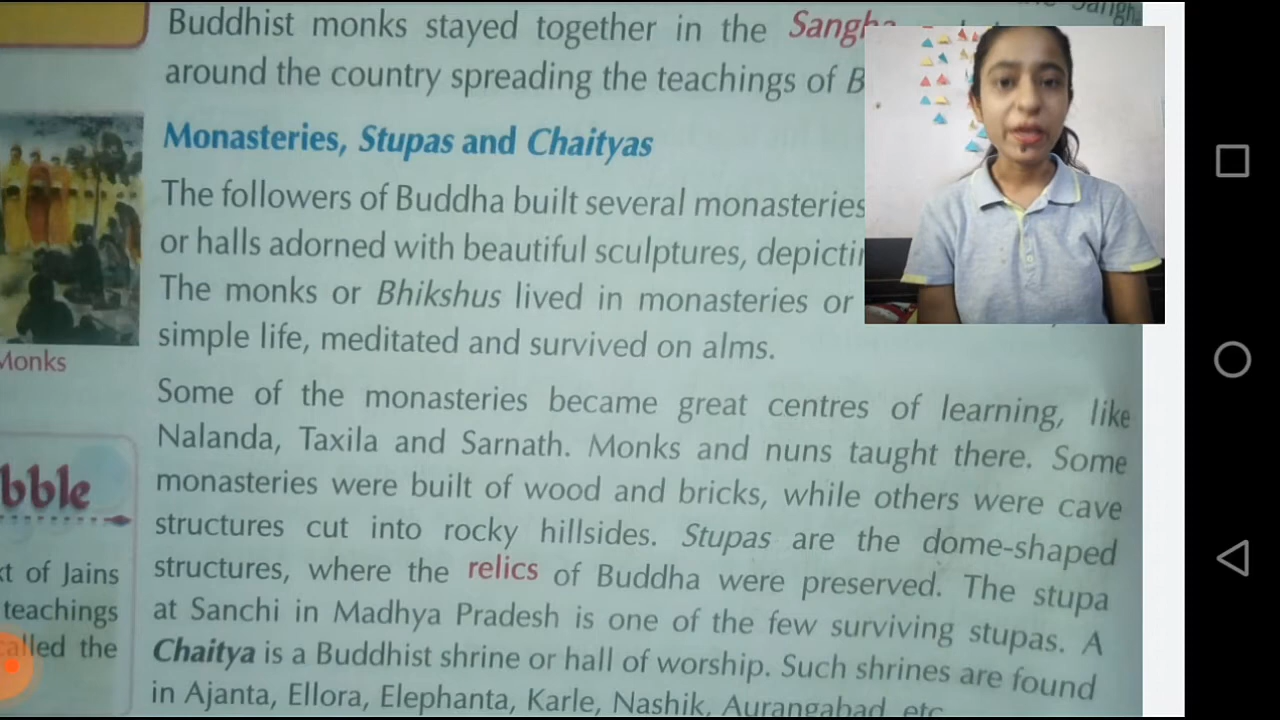 Buddhist monks stayed together in the
around the country spreading the teachings of
Monasteries, Stupas and Chaityas
The followers of Buddha built several monasteries
or halls adorned with beautiful sculptures,
The monks or Bhikshus lived in monasteries or
simple life, meditated and survived on alms.
Some of the monasteries became great centres of learning, like
Nalanda, Taxila and Sarnath. Monks and nuns taught there. Some
monasteries were built of wood and bricks, while others were cave
structures cut into rocky hillsides. Stupas are the dome-shaped
structures, where the relics of Buddha were preserved. The stupa
at Sanchi in Madhya Pradesh is one of the few surviving stupas. A
Chaitya is a Buddhist shrine or hall of worship. Such shrines are found
in Ajanta, Ellora, Elephanta, Karle, Nashik, Aurangabad, etc
Monks
bble
of Jains
teachings
called the